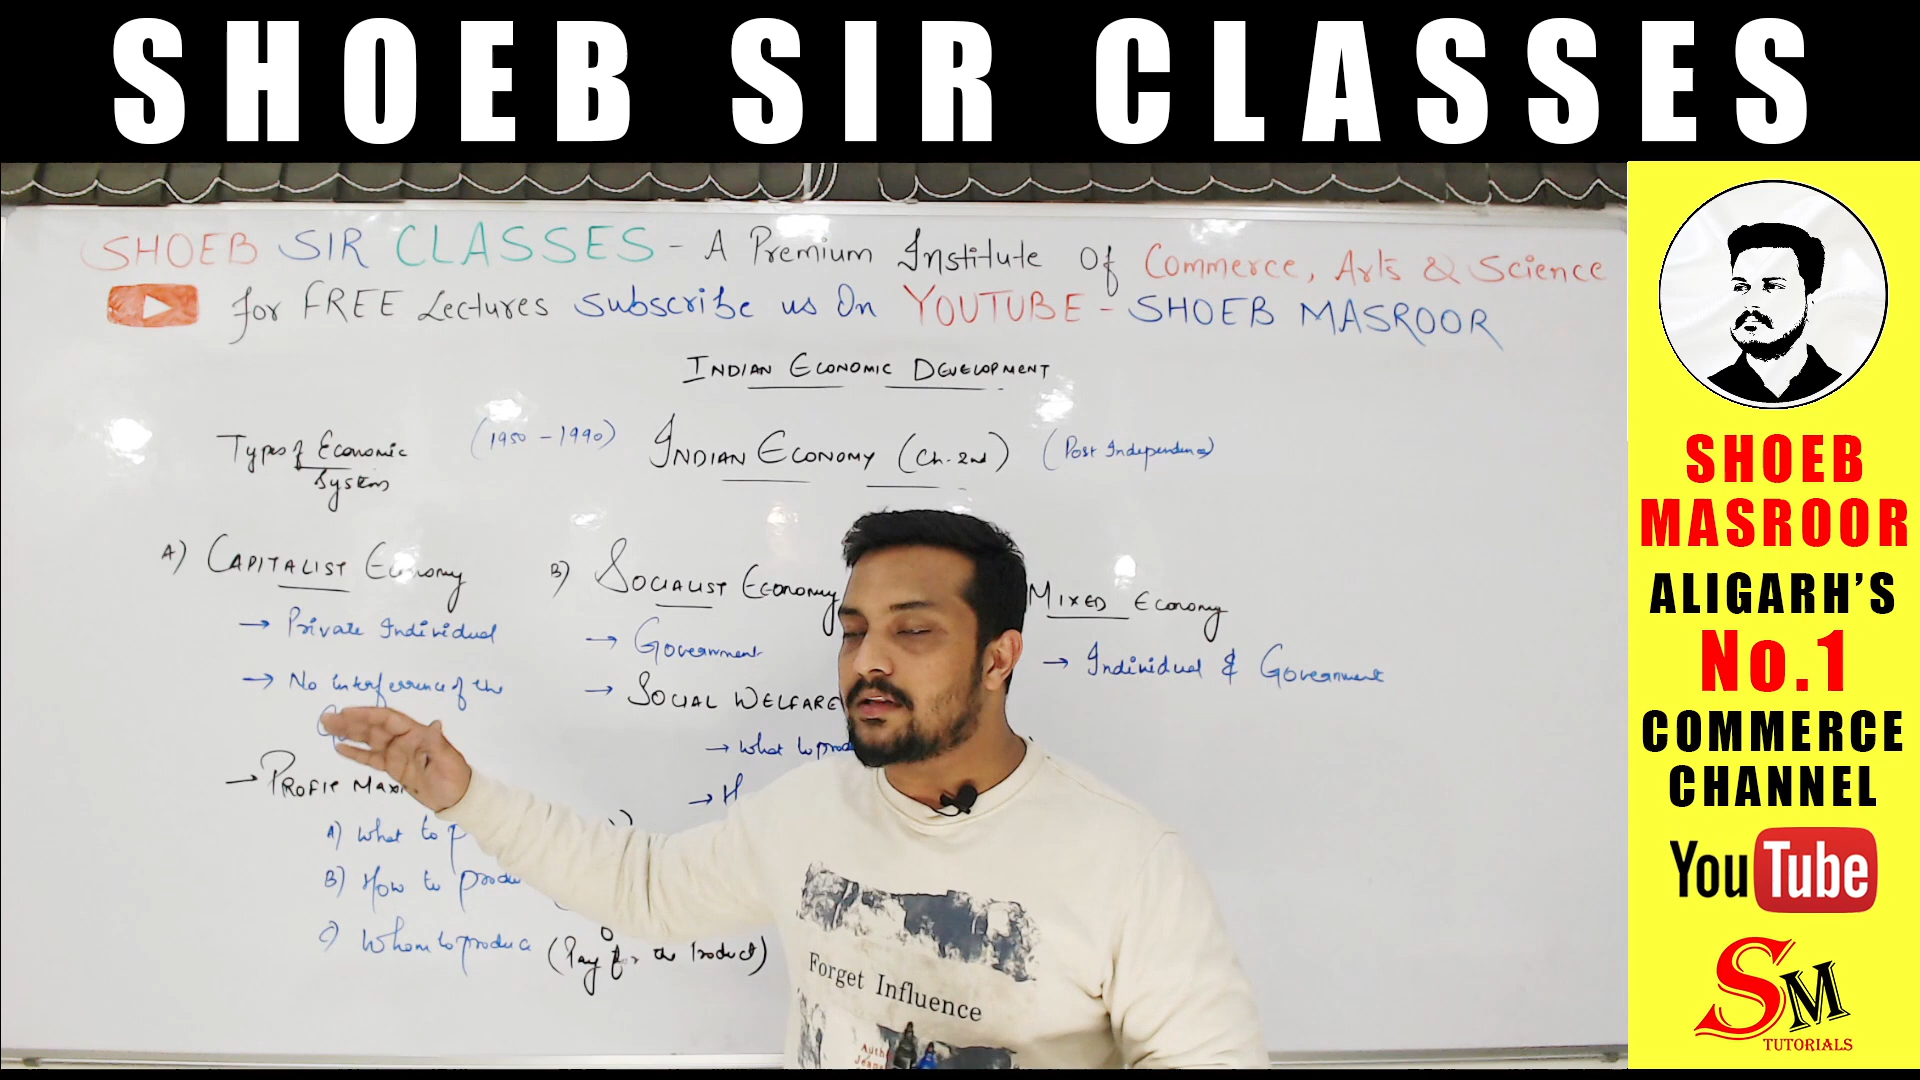 SHOEB SIR CLASSES
SHOEB SIR CLASSES - A Premium Institute Of Commerce, Arts & Science
for FREE Lectures Subscribe us On YOUTUBE - SHOEB MASROOR
INDIAN ECONOMIC DEVELOPMENT
(1950 - 1990) INDIAN ECONOMY (Ch. 2nd) (Post Independence)
Types of Economic
System
A) CAPITALIST Economy
→ Private Individual
→ No interference of the
→ PROFIT
A) What to
B) How to
C) Whom to produce (Pay for the Product)
B) SOCIALIST Economy
→ Government
→ SOCIAL WELFARE
→ What to
MIXED Economy
→ Individual & Government
Forget Influence
SHOEB
MASROOR
ALIGARH'S
No.1
COMMERCE
CHANNEL
YouTube
SM
TUTORIALS